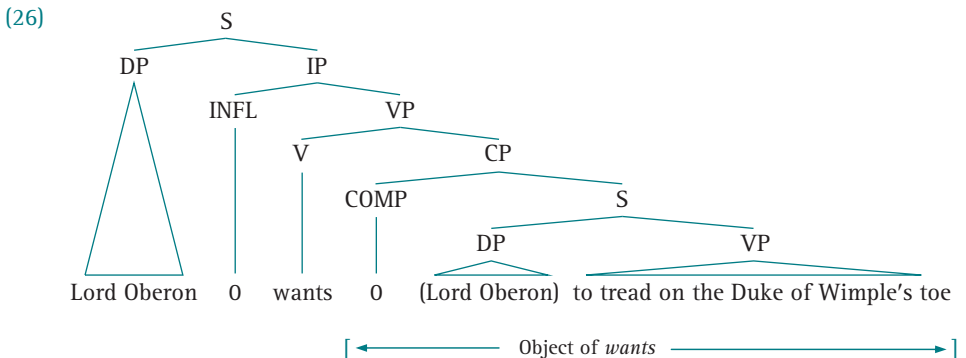 (26)
S
DP IP
INFL VP
V CP
COMP S
DP VP
Lord Oberon 0 wants 0 (Lord Oberon) to tread on the Duke of Wimple's toe
[ Object of wants ]